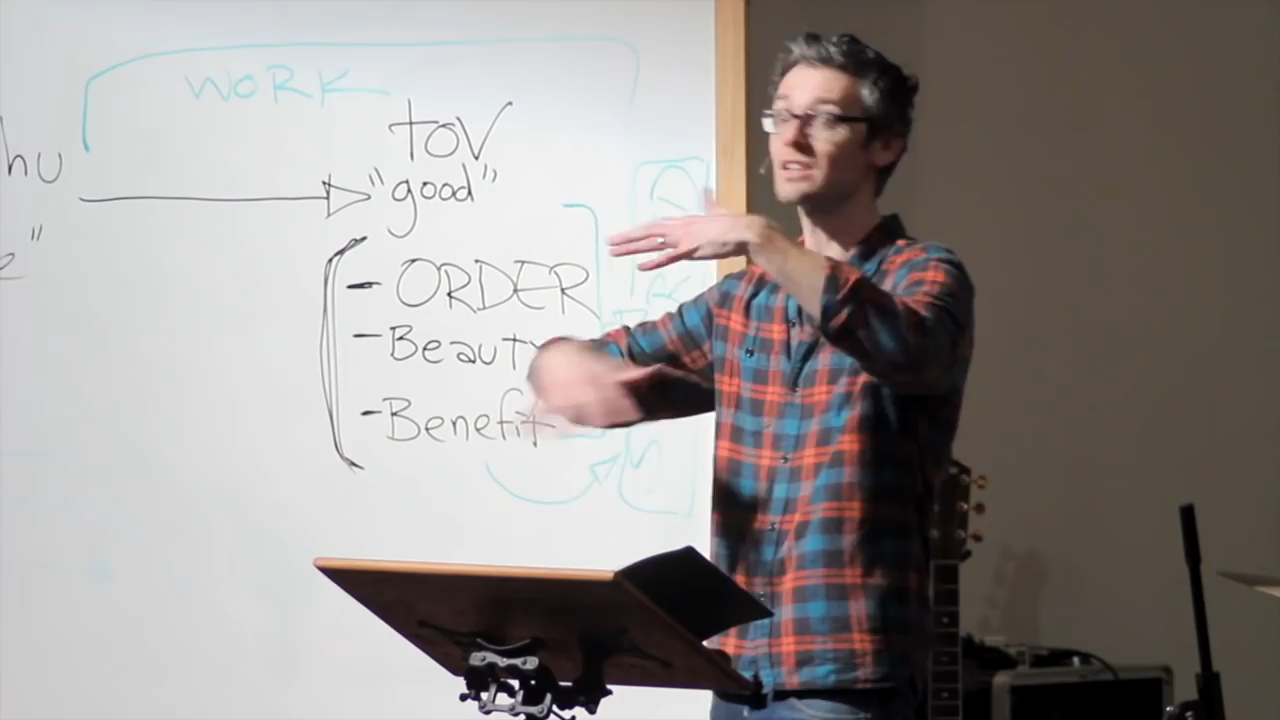 WORK
tOV
hu
"good"
e"
- ORDER
- Beauty
- Benefit